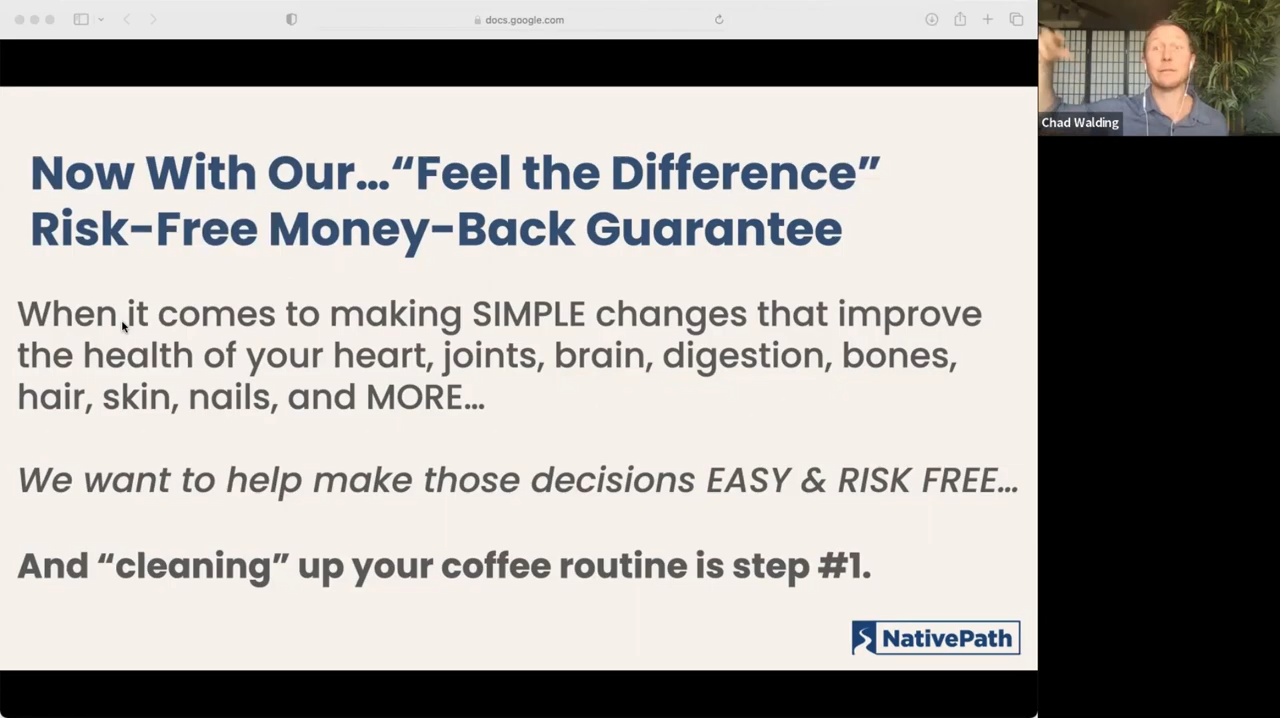 docs.google.com
Chad Walding
Now With Our...“Feel the Difference”
Risk-Free Money-Back Guarantee
When it comes to making SIMPLE changes that improve
the health of your heart, joints, brain, digestion, bones,
hair, skin, nails, and MORE...
We want to help make those decisions EASY & RISK FREE...
And “cleaning” up your coffee routine is step #1.
NativePath